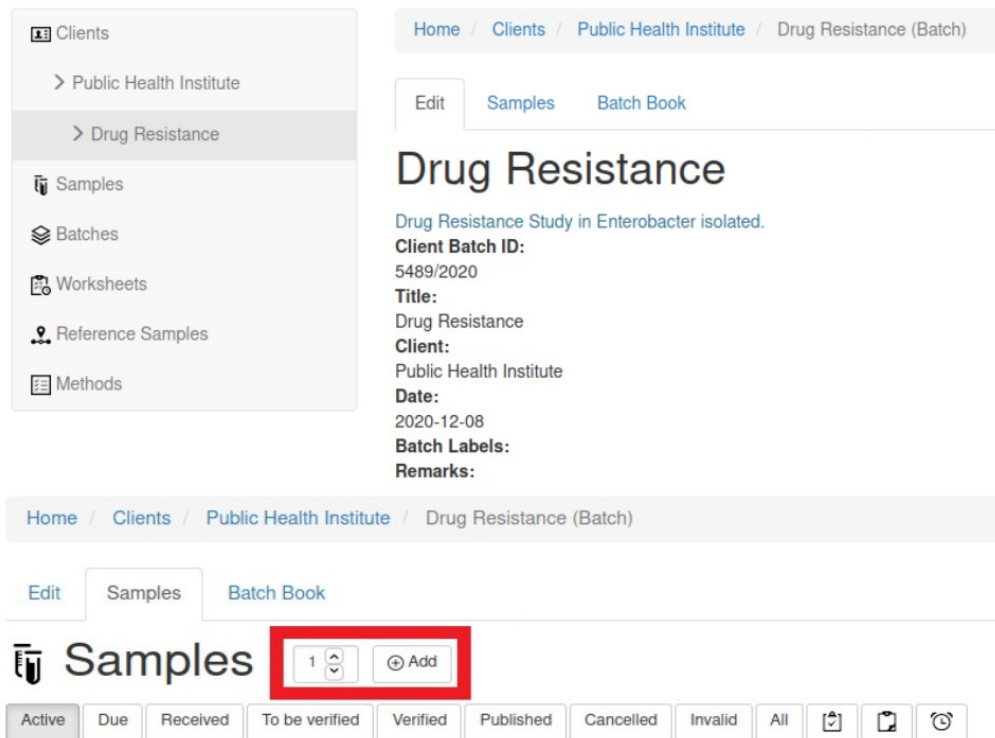 Clients
Public Health Institute
Drug Resistance
Samples
Batches
Worksheets
Reference Samples
Methods
Home / Clients / Public Health Institute / Drug Resistance (Batch)
Edit Samples Batch Book
Drug Resistance
Drug Resistance Study in Enterobacter isolated.
Client Batch ID:
5489/2020
Title:
Drug Resistance
Client:
Public Health Institute
Date:
2020-12-08
Batch Labels:
Remarks:
Home / Clients / Public Health Institute / Drug Resistance (Batch)
Edit Samples Batch Book
Samples 1 Add
Active Due Received To be verified Verified Published Cancelled Invalid All